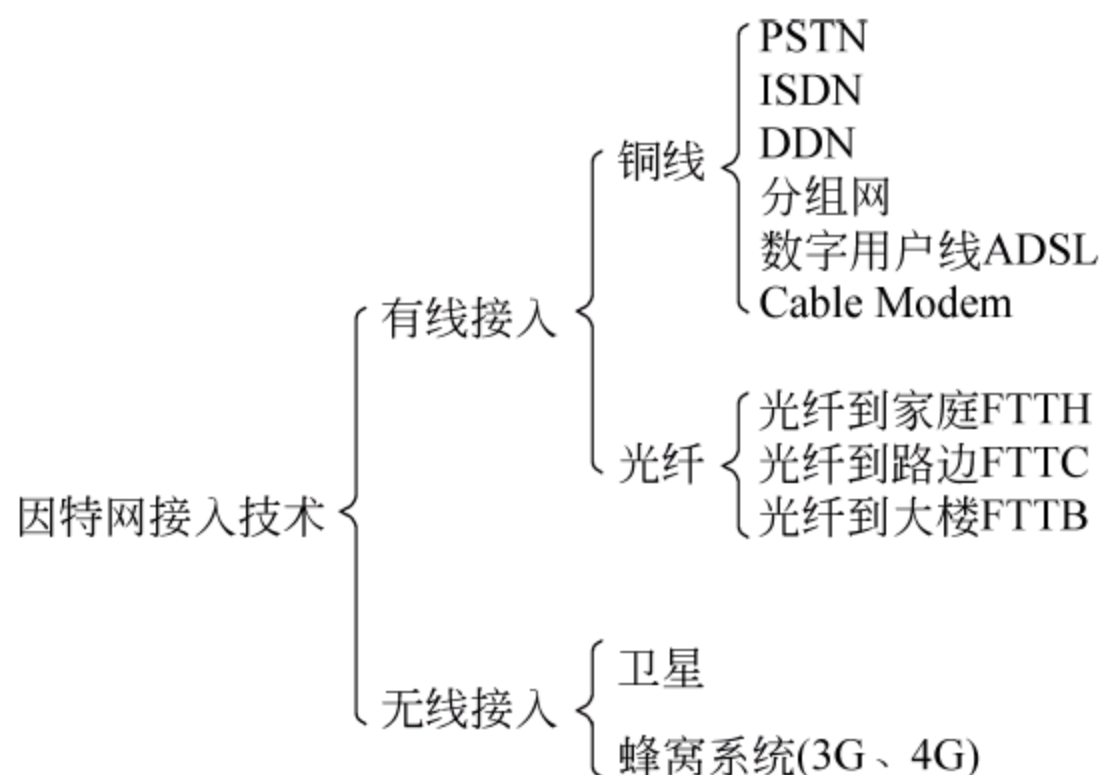 因特网接入技术
有线接入
铜线
PSTN
ISDN
DDN
分组网
数字用户线ADSL
Cable Modem
光纤
光纤到家庭FTTH
光纤到路边FTTC
光纤到大楼FTTB
无线接入
卫星
蜂窝系统(3G、4G)